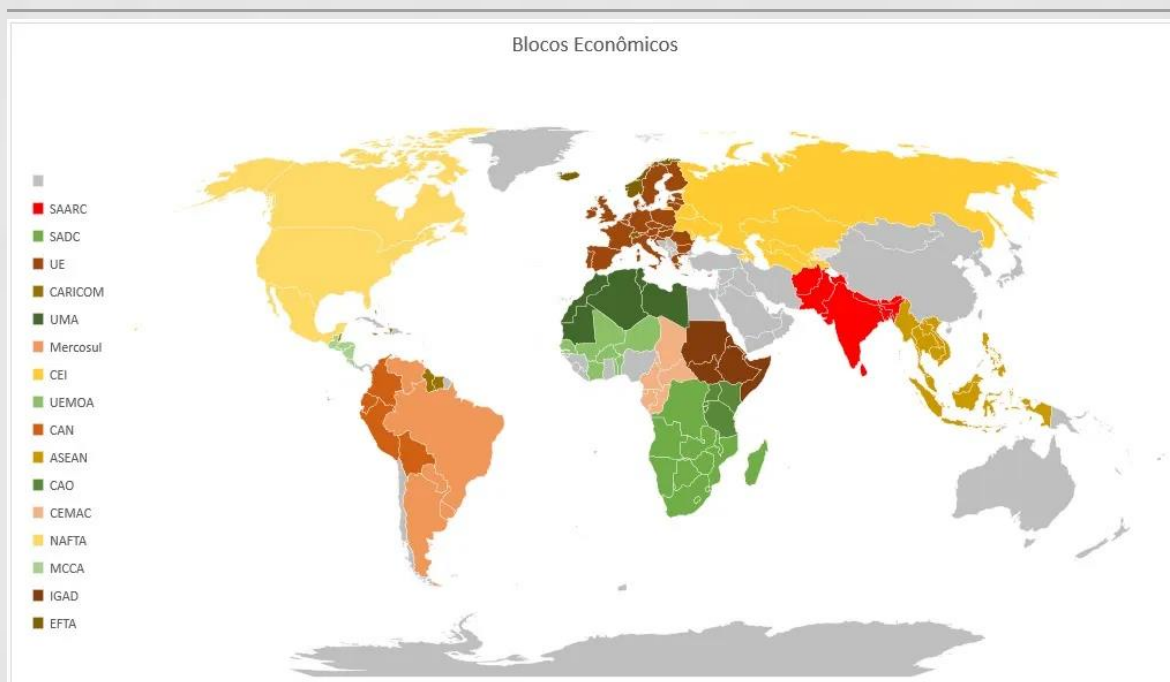 Blocos Econômicos
SAARC
SADC
UE
CARICOM
UMA
Mercosul
CEI
UEMOA
CAN
ASEAN
CAO
CEMAC
NAFTA
MCCA
IGAD
EFTA